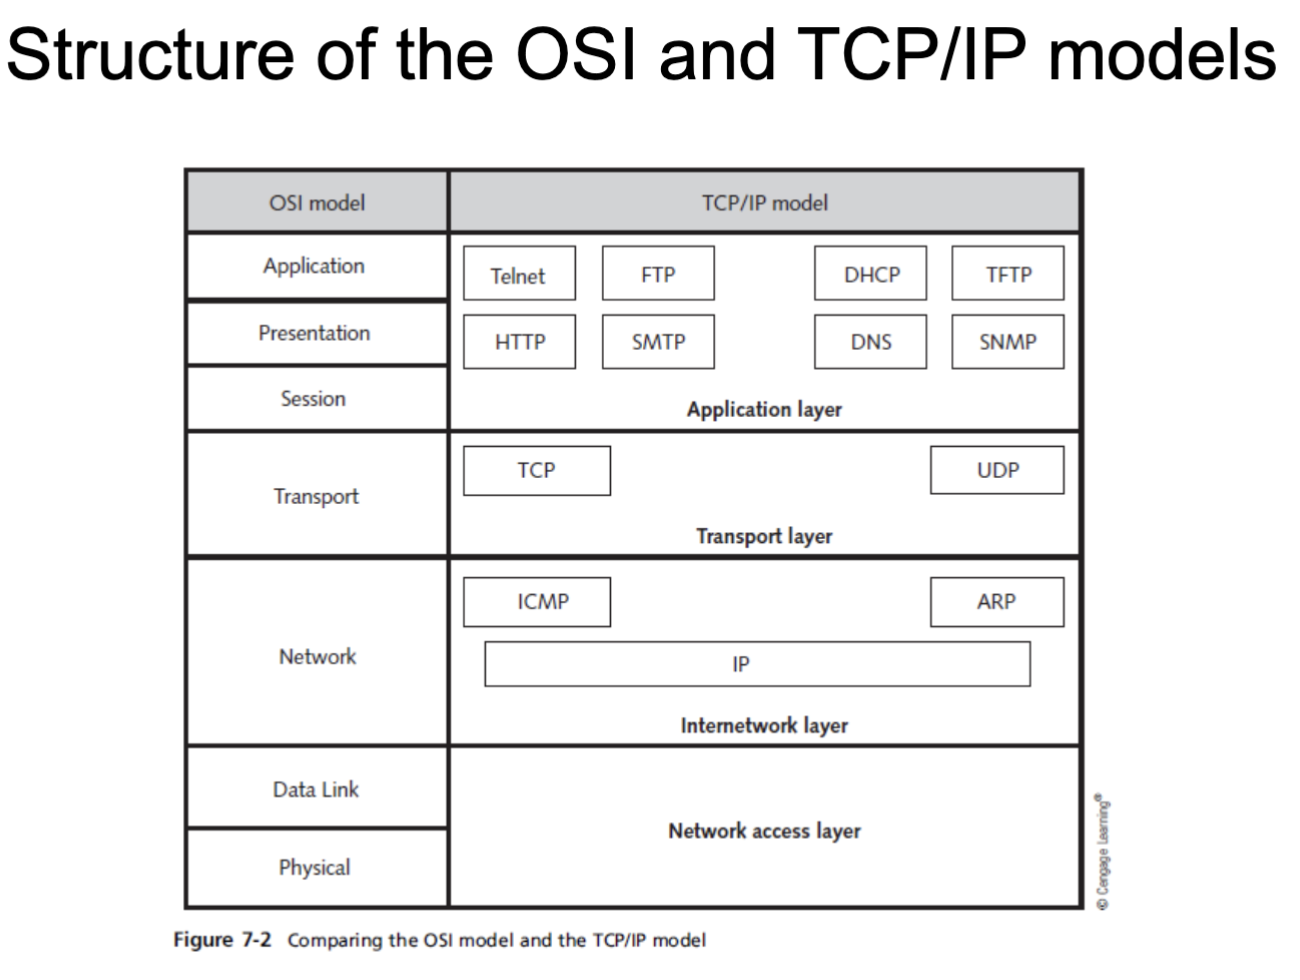 Structure of the OSI and TCP/IP models
OSI model
TCP/IP model
Application
Presentation
Session
Telnet
FTP
DHCP
TFTP
HTTP
SMTP
DNS
SNMP
Application layer
Transport
TCP
UDP
Transport layer
Network
ICMP
ARP
IP
Internetwork layer
Data Link
Physical
Network access layer
© Cengage Learning®
Figure 7-2 Comparing the OSI model and the TCP/IP model